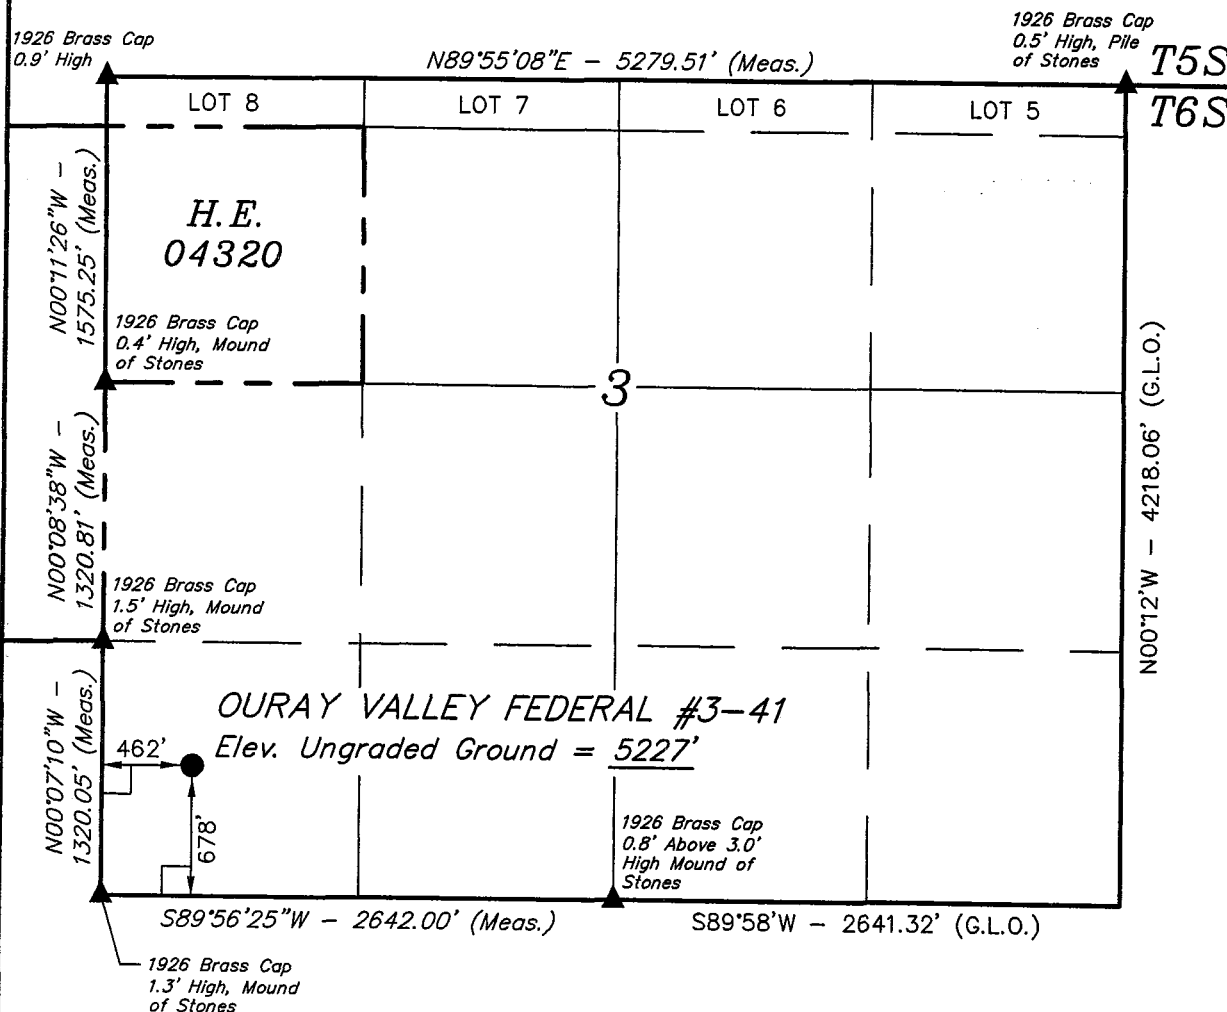 1926 Brass Cap
0.9' High
N89°55'08"E - 5279.51' (Meas.)
1926 Brass Cap
0.5' High, Pile
of Stones
T5S
T6S
LOT 8
LOT 7
LOT 6
LOT 5
N00°11'26"W -
1575.25' (Meas.)
H.E.
04320
1926 Brass Cap
0.4' High, Mound
of Stones
3
N00°12'W - 4218.06' (G.L.O.)
N00°08'38"W -
1320.81' (Meas.)
1926 Brass Cap
1.5' High, Mound
of Stones
N00°07'10"W -
1320.05' (Meas.)
OURAY VALLEY FEDERAL #3-41
Elev. Ungraded Ground = 5227'
462'
678'
1926 Brass Cap
0.8' Above 3.0'
High Mound of
Stones
S89°56'25"W - 2642.00' (Meas.)
S89°58'W - 2641.32' (G.L.O.)
1926 Brass Cap
1.3' High, Mound
of Stones